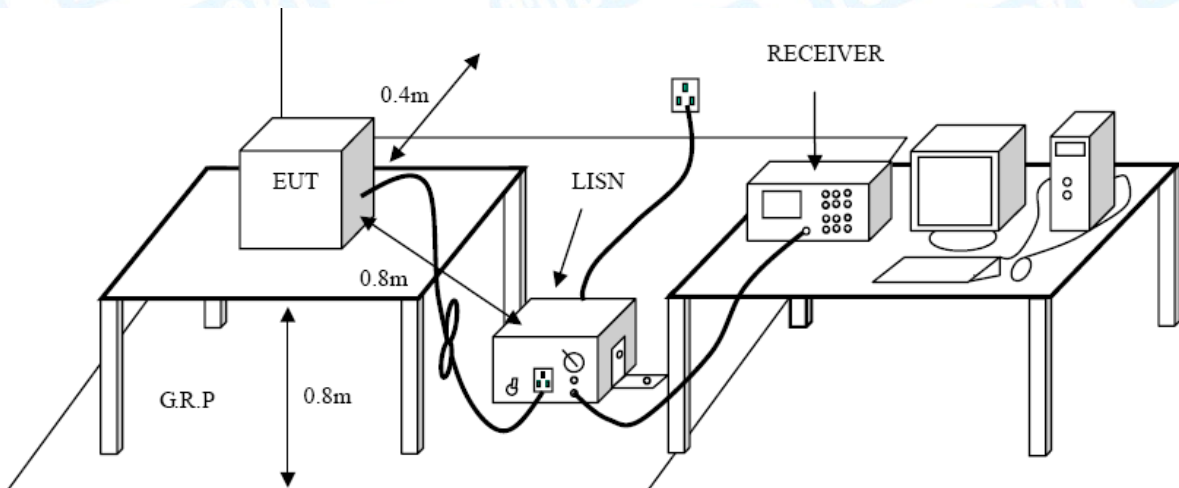 RECEIVER
0.4m
EUT
LISN
0.8m
G.R.P
0.8m